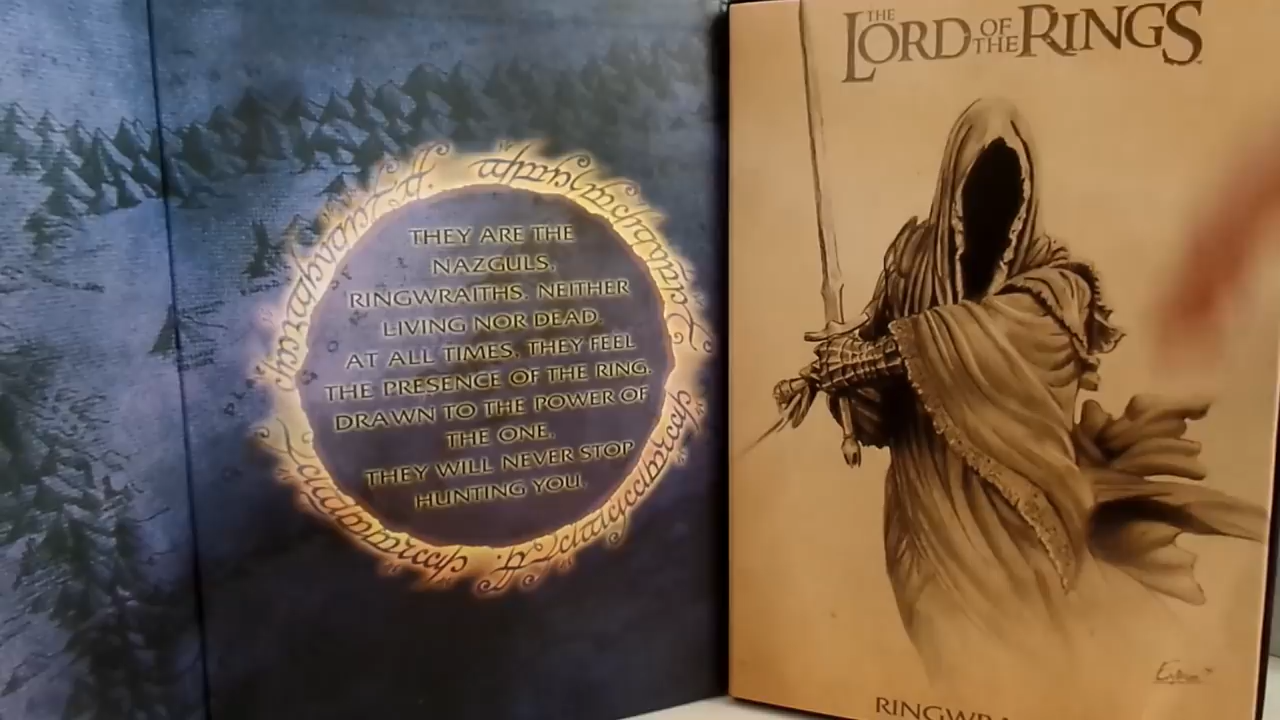 THEY ARE THE
NAZGULS,
RINGWRAITHS. NEITHER
LIVING NOR DEAD.
AT ALL TIMES, THEY FEEL
THE PRESENCE OF THE RING.
DRAWN TO THE POWER OF
THE ONE.
THEY WILL NEVER STOP
HUNTING YOU.
THE LORD OF THE RINGS